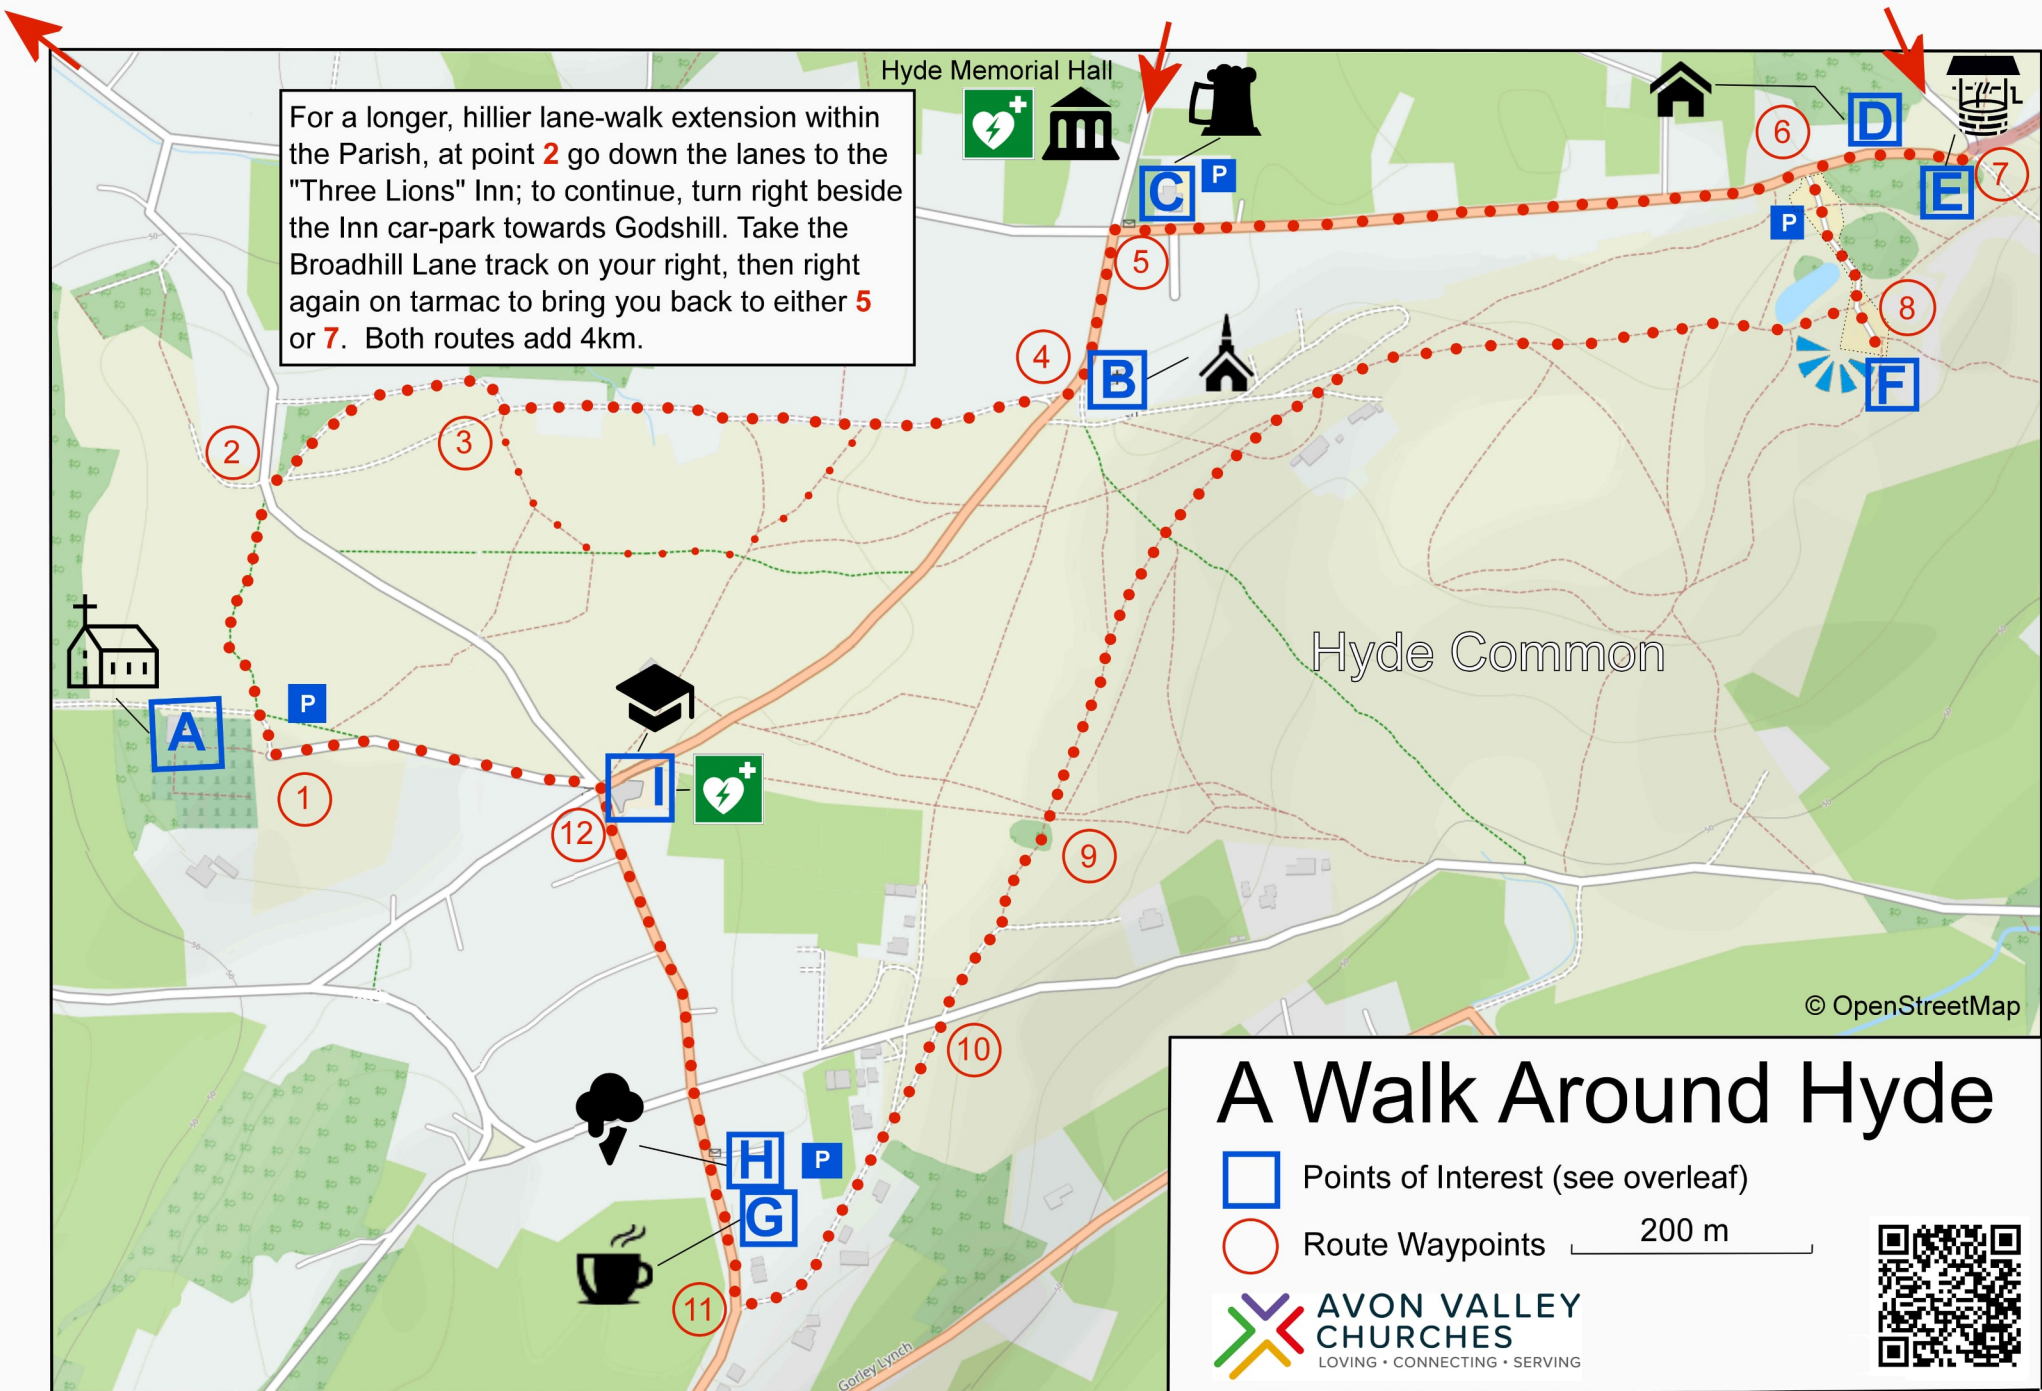 Hyde Memorial Hall
For a longer, hillier lane-walk extension within
the Parish, at point 2 go down the lanes to the
"Three Lions" Inn; to continue, turn right beside
the Inn car-park towards Godshill. Take the
Broadhill Lane track on your right, then right
again on tarmac to bring you back to either 5
or 7.  Both routes add 4km.
C
P
D
E
6
7
5
P
8
4
B
F
2
3
Hyde Common
A
P
1
I
12
9
10
H
P
G
11
Gorley Lynch
© OpenStreetMap
A Walk Around Hyde
Points of Interest (see overleaf)
Route Waypoints
200 m
AVON VALLEY
CHURCHES
LOVING • CONNECTING • SERVING